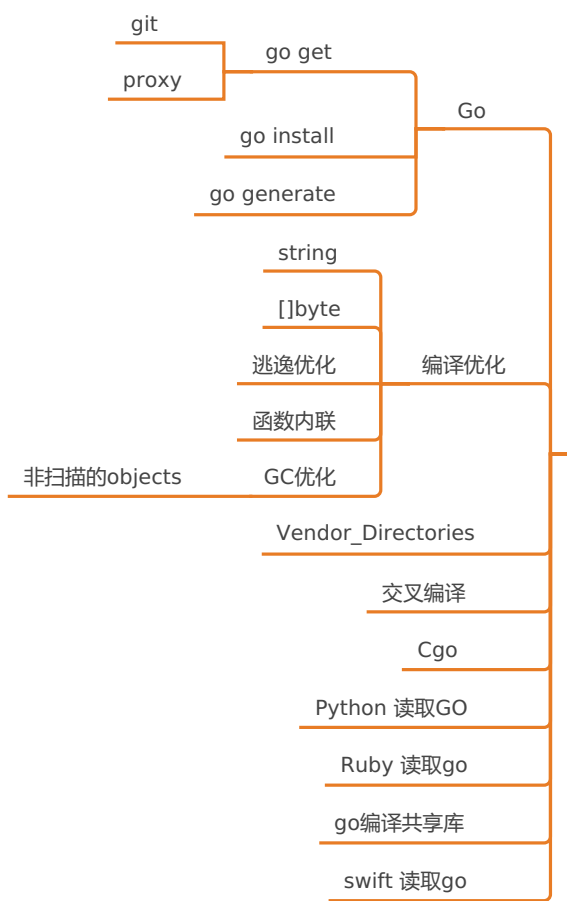 git
go get
proxy
Go
go install
go generate
string
[]byte
逃逸优化
编译优化
函数内联
非扫描的objects
GC优化
Vendor_Directories
交叉编译
Cgo
Python 读取GO
Ruby 读取go
go编译共享库
swift 读取go